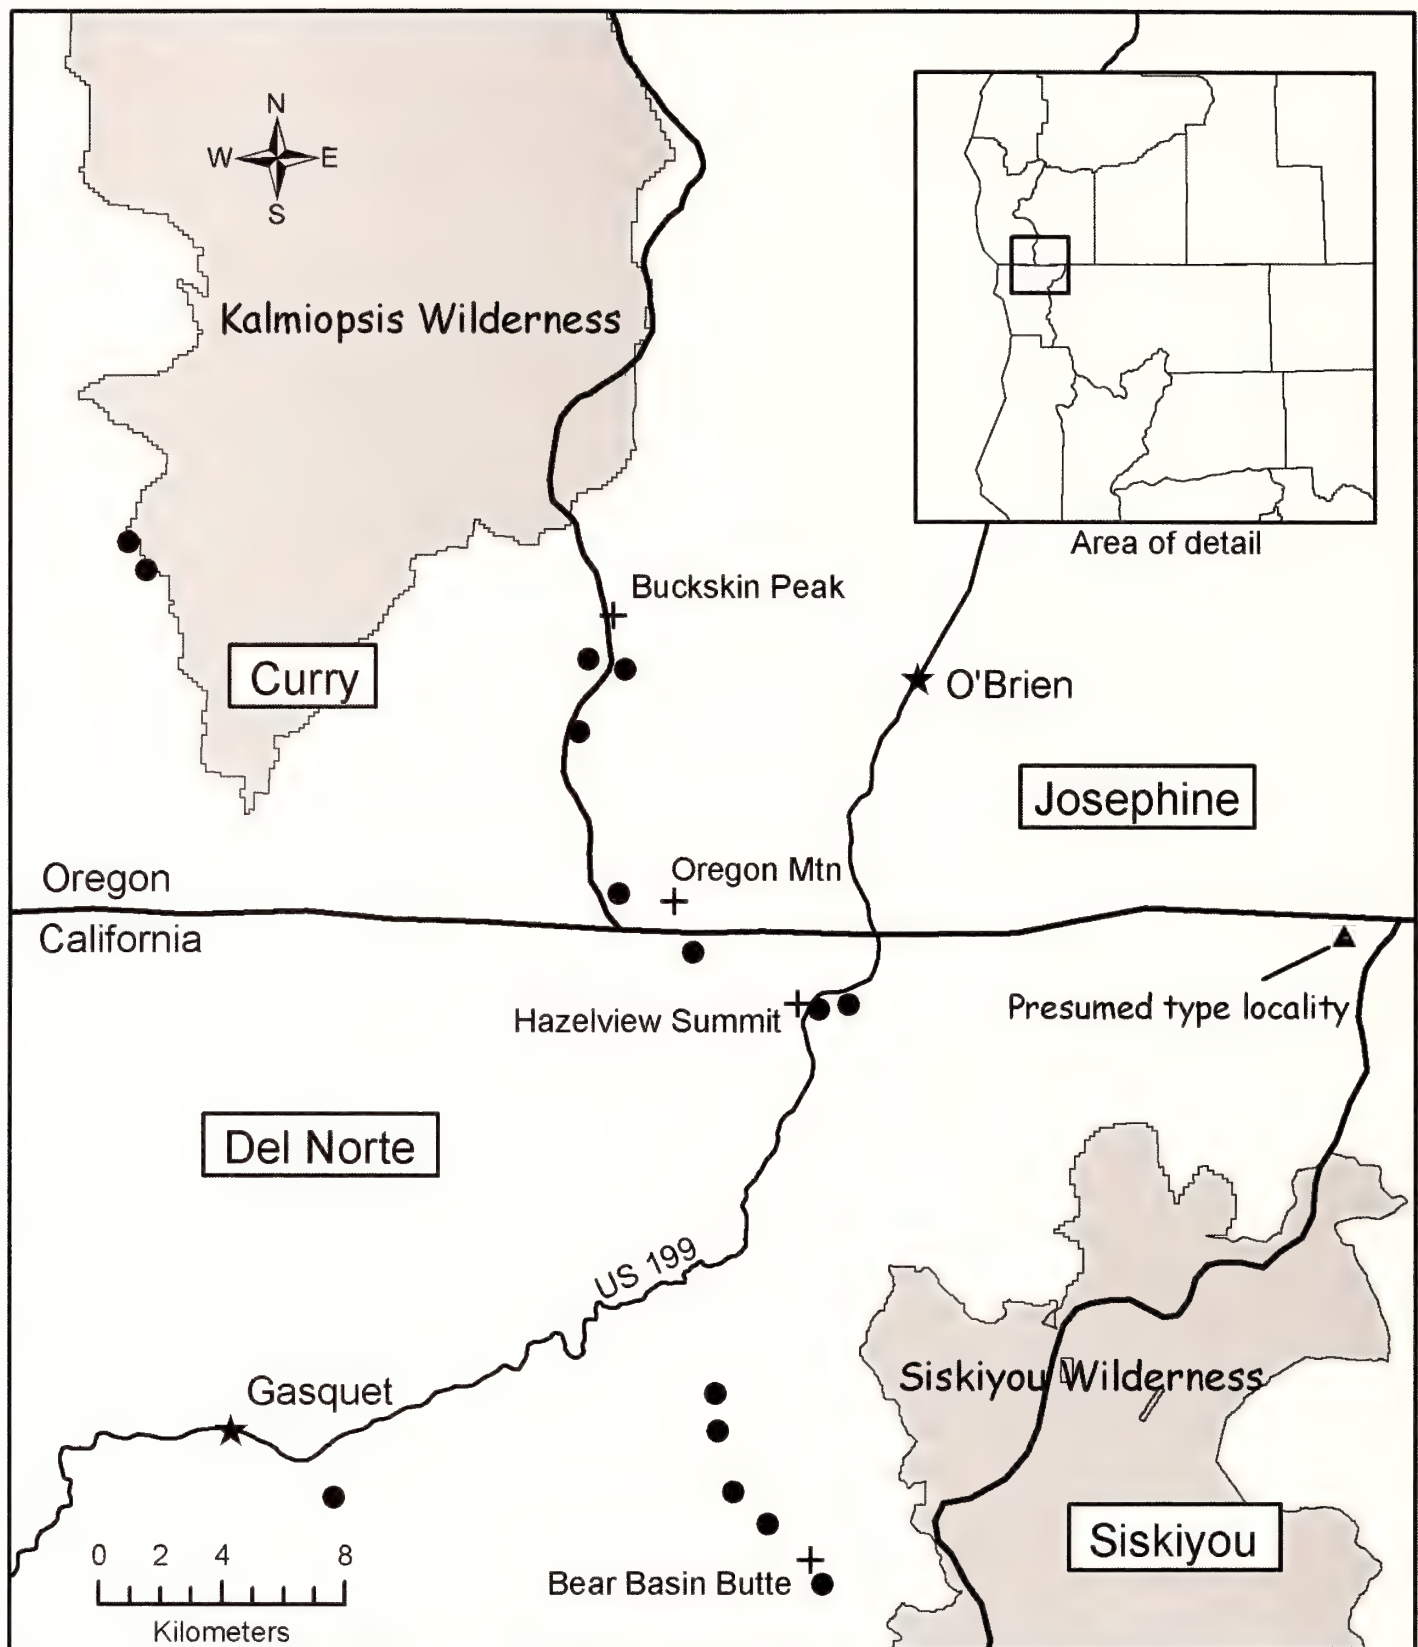 N
W E
S
Kalmiopsis Wilderness
Area of detail
Buckskin Peak
Curry
O'Brien
Josephine
Oregon Mtn
Oregon
California
Presumed type locality
Hazelview Summit
Del Norte
US 199
Siskiyou Wilderness
Gasquet
Siskiyou
0 2 4 8
Bear Basin Butte
Kilometers